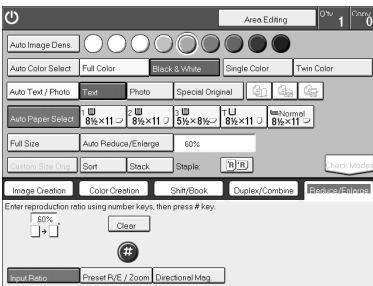 Area Editing Q'ty 1 Copy 0
Auto Image Dens.
Auto Color Select Full Color Black & White Single Color Twin Color
Auto Text / Photo Text Photo Special Original
Auto Paper Select 1 8½×11 2 8½×11 3 5½×8½ T 8½×11 Normal 8½×11
Full Size Auto Reduce/Enlarge 60%
Custom Size Orig. Sort Stack Staple: Check Modes
Image Creation Color Creation Shift/Book Duplex/Combine Reduce/Enlarge
Enter reproduction ratio using number keys, then press # key.
60%
Clear
#
Input Ratio Preset R/E / Zoom Directional Mag.